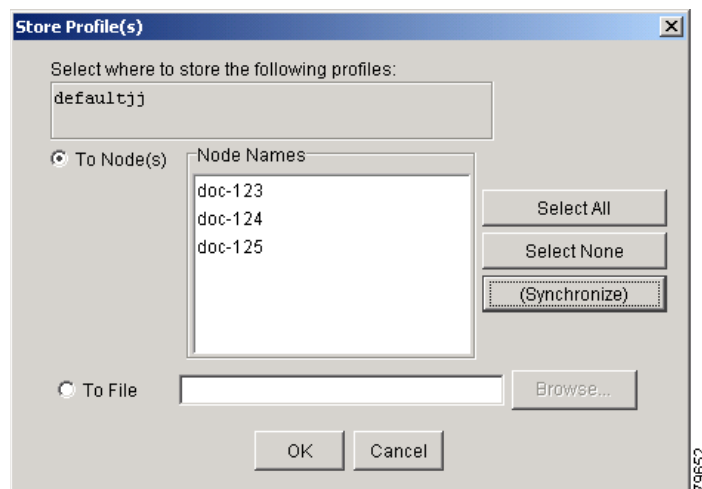 Store Profile(s)
Select where to store the following profiles:
defaultjj
To Node(s)
Node Names
doc-123
doc-124
doc-125
Select All
Select None
(Synchronize)
To File
Browse...
OK
Cancel
79652